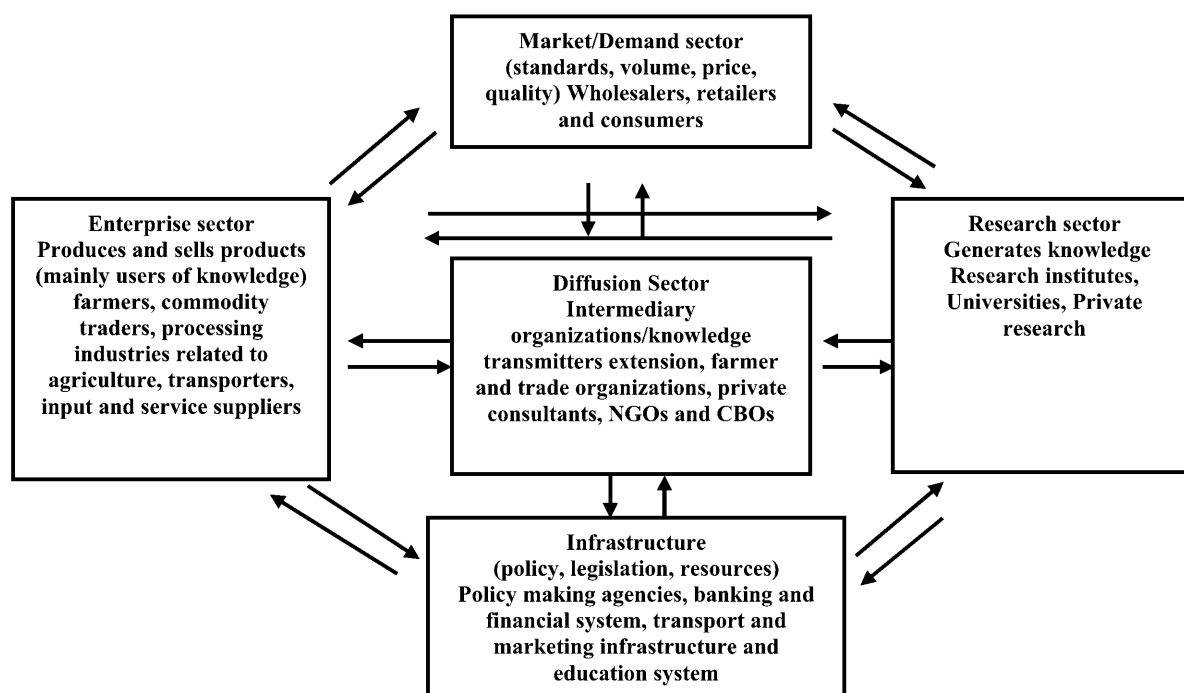 Market/Demand sector
(standards, volume, price,
quality) Wholesalers, retailers
and consumers
Enterprise sector
Produces and sells products
(mainly users of knowledge)
farmers, commodity
traders, processing
industries related to
agriculture, transporters,
input and service suppliers
Diffusion Sector
Intermediary
organizations/knowledge
transmitters extension, farmer
and trade organizations, private
consultants, NGOs and CBOs
Research sector
Generates knowledge
Research institutes,
Universities, Private
research
Infrastructure
(policy, legislation, resources)
Policy making agencies, banking and
financial system, transport and
marketing infrastructure and
education system